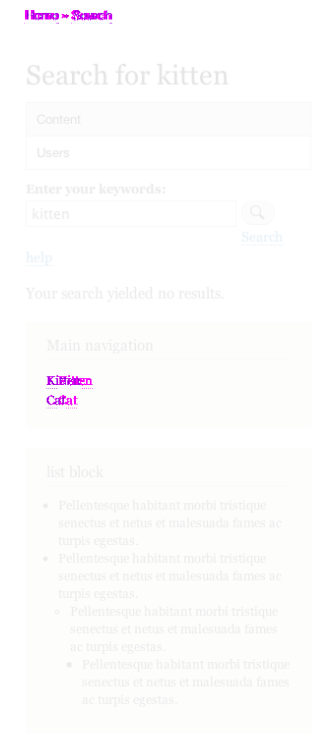 Home » Search
Search for kitten
Content
Users
Enter your keywords:
kitten
Search
help
Your search yielded no results.
Main navigation
Kitten
Cat
list block
Pellentesque habitant morbi tristique
senectus et netus et malesuada fames ac
turpis egestas.
Pellentesque habitant morbi tristique
senectus et netus et malesuada fames ac
turpis egestas.
Pellentesque habitant morbi tristique
senectus et netus et malesuada fames
ac turpis egestas.
Pellentesque habitant morbi tristique
senectus et netus et malesuada fames
ac turpis egestas.